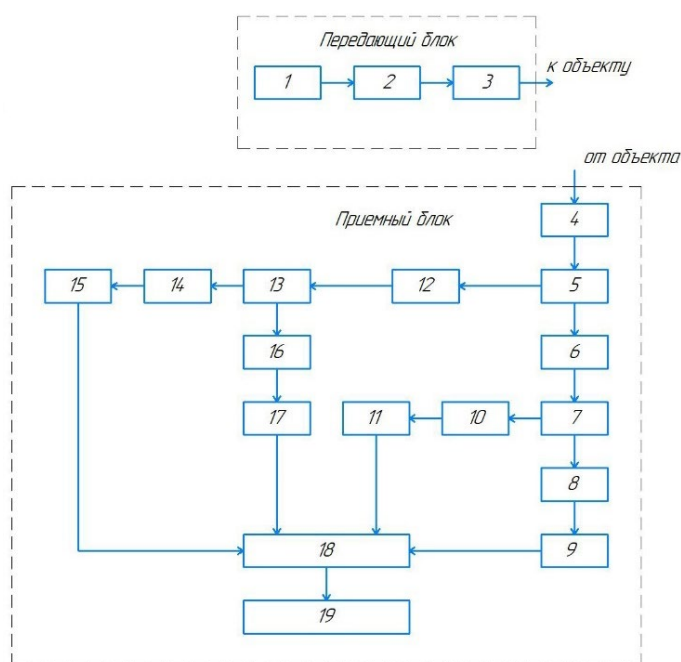 Передающий блок
1 2 3
к объекту
от объекта
Приемный блок
4
15 14 13 12 5
16 6
17 11 10 7
8
18 9
19